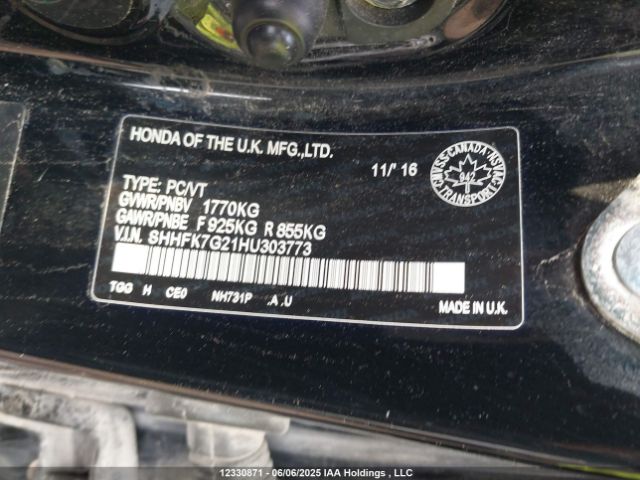 HONDA OF THE U.K. MFG.,LTD.
11/' 16
CMVSS-CANADA-NSVAC
942
TRANSPORT
TYPE: PC/VT
GVWR/PNBV 1770KG
GAWR/PNBE F 925KG R 855KG
V.I.N. SHHFK7G21HU303773
TGG H CE0 NH731P .A .U
MADE IN U.K.
12330871 - 06/06/2025 IAA Holdings , LLC